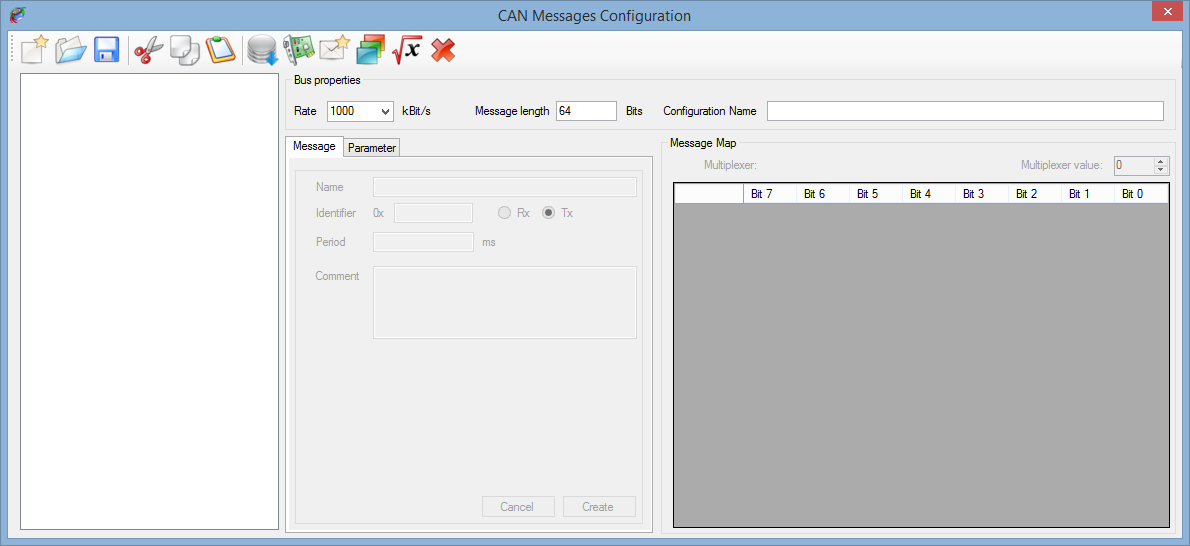 CAN Messages Configuration
Bus properties
Rate 1000 kBit/s Message length 64 Bits Configuration Name
Message Parameter
Name
Identifier 0x Rx Tx
Period ms
Comment
Cancel Create
Message Map
Multiplexer: Multiplexer value: 0
Bit 7 Bit 6 Bit 5 Bit 4 Bit 3 Bit 2 Bit 1 Bit 0